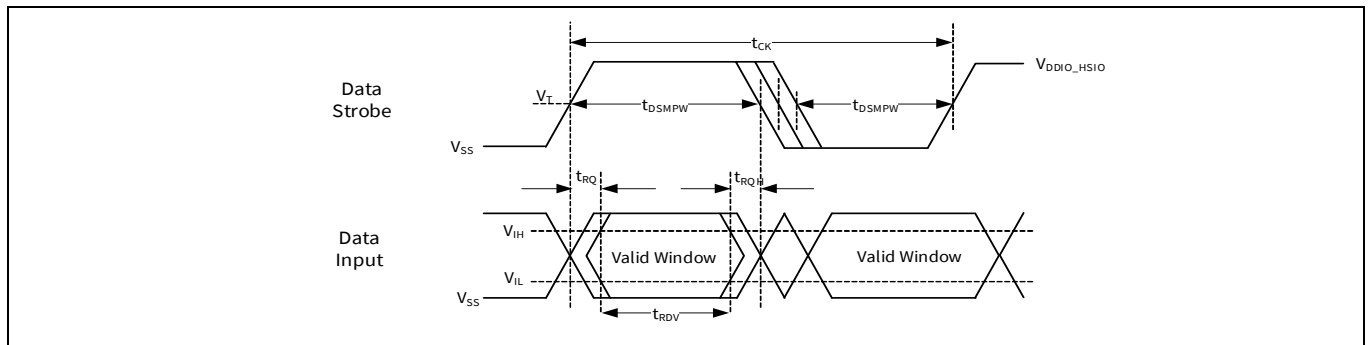 tCK
Data
Strobe
VDDIO_HSIO
VT
tDSMPW
tDSMPW
VSS
tRQ
tRQH
Data
Input
VIH
Valid Window
Valid Window
VIL
VSS
tRDV